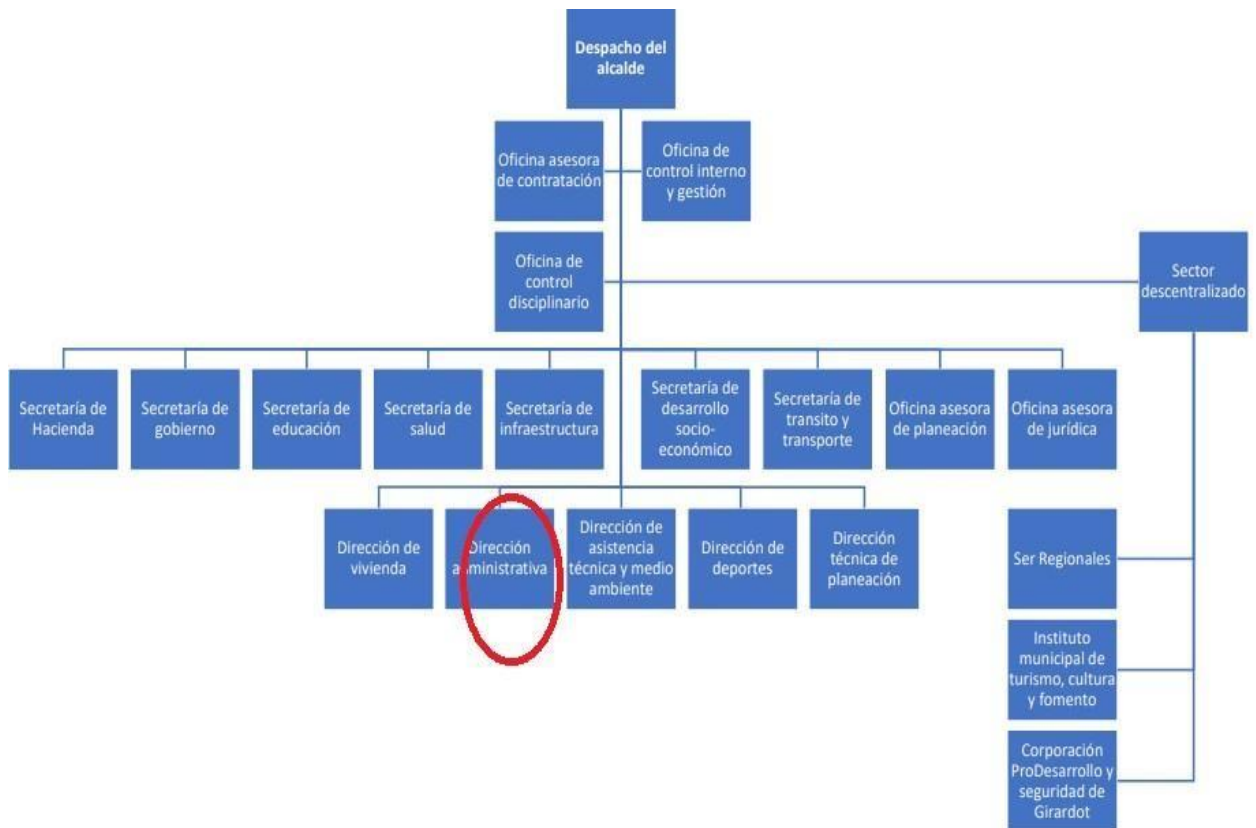 Despacho del
alcalde
Oficina asesora
de contratación
Oficina de
control interno
y gestión
Oficina de
control
disciplinario
Sector
descentralizado
Secretaría de
Hacienda
Secretaría de
gobierno
Secretaría de
educación
Secretaría de
salud
Secretaría de
infraestructura
Secretaría de
desarrollo
socio-
económico
Secretaría de
transito y
transporte
Oficina asesora
de planeación
Oficina asesora
de jurídica
Dirección de
vivienda
Dirección
administrativa
Dirección de
asistencia
técnica y medio
ambiente
Dirección de
deportes
Dirección
técnica de
planeación
Ser Regionales
Instituto
municipal de
turismo, cultura
y fomento
Corporación
ProDesarrollo y
seguridad de
Girardot